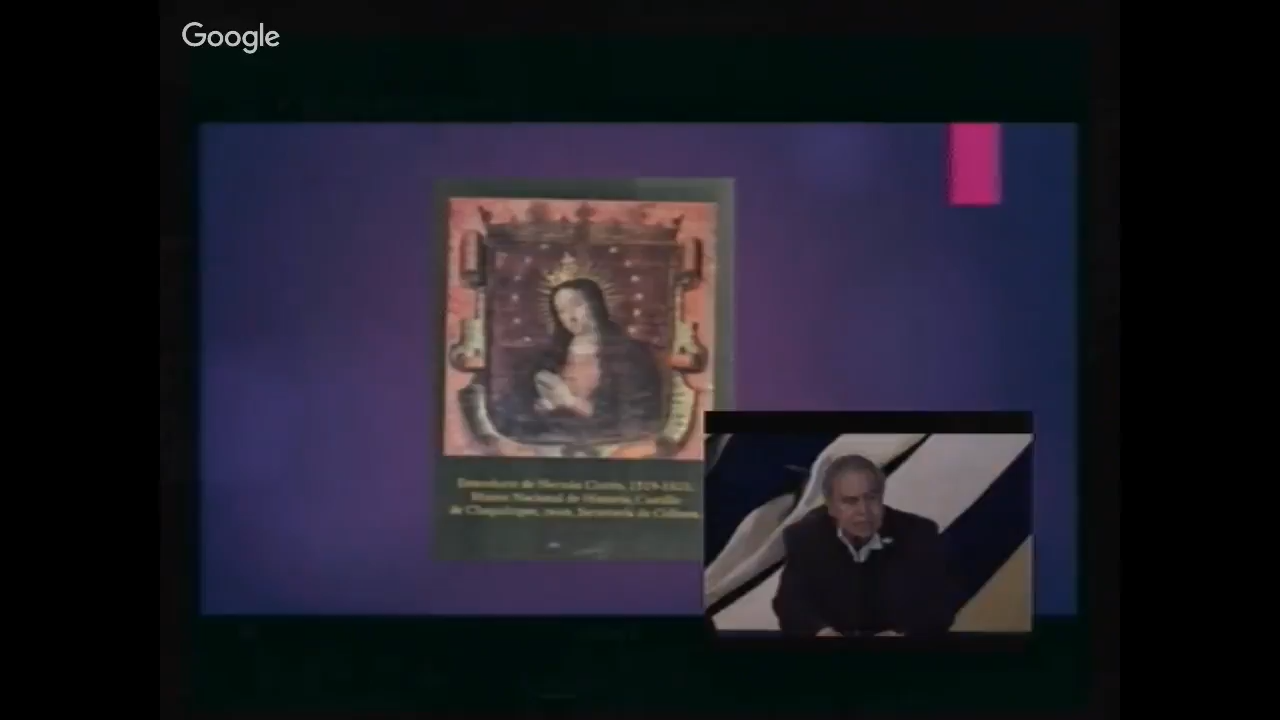 Google
Estandarte de Hernán Cortés, 1519-1521,
Museo Nacional de Historia, Castillo
de Chapultepec, Secretaría de Cultura